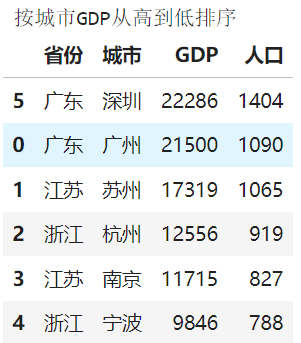 按城市GDP从高到低排序
省份 城市 GDP 人口
5 广东 深圳 22286 1404
0 广东 广州 21500 1090
1 江苏 苏州 17319 1065
2 浙江 杭州 12556 919
3 江苏 南京 11715 827
4 浙江 宁波 9846 788